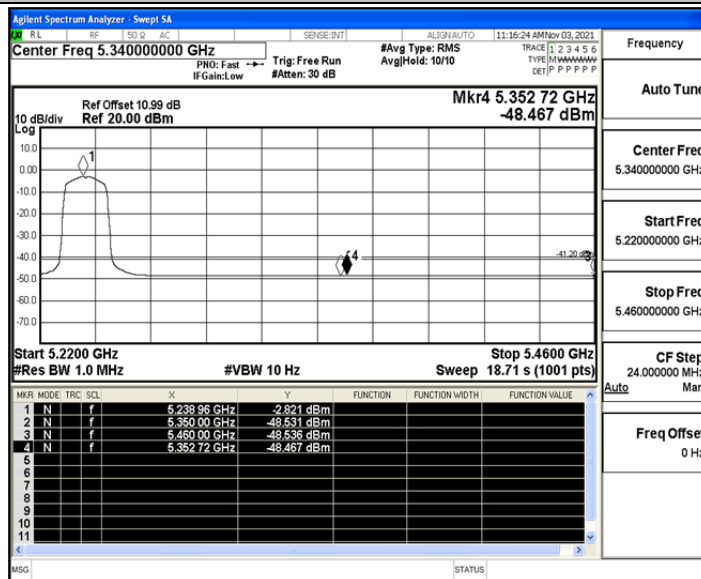 Agilent Spectrum Analyzer - Swept SA
RL RF 50 Ω AC SENSE:INT ALIGN AUTO 11:16:24 AM Nov 03, 2021
Center Freq 5.340000000 GHz
PNO: Fast
IFGain:Low
Trig: Free Run
#Atten: 30 dB
#Avg Type: RMS
Avg|Hold: 10/10
TRACE 1 2 3 4 5 6
TYPE M
DET P P P P P P
Ref Offset 10.99 dB
10 dB/div Ref 20.00 dBm
Log
Mkr4 5.352 72 GHz
-48.467 dBm
10.0
0.00
-10.0
-20.0
-30.0
-40.0
-50.0
-60.0
-70.0
1
4
3
-41.20
Start 5.2200 GHz Stop 5.4600 GHz
#Res BW 1.0 MHz #VBW 10 Hz Sweep 18.71 s (1001 pts)
MKR MODE TRC SCL X Y FUNCTION FUNCTION WIDTH FUNCTION VALUE
1 N f 5.238 96 GHz -2.821 dBm
2 N f 5.350 00 GHz -48.531 dBm
3 N f 5.460 00 GHz -48.536 dBm
4 N f 5.352 72 GHz -48.467 dBm
5
6
7
8
9
10
11
MSG STATUS
Frequency
Auto Tune
Center Freq
5.340000000 GHz
Start Freq
5.220000000 GHz
Stop Freq
5.460000000 GHz
CF Step
24.000000 MHz
Auto Man
Freq Offset
0 Hz